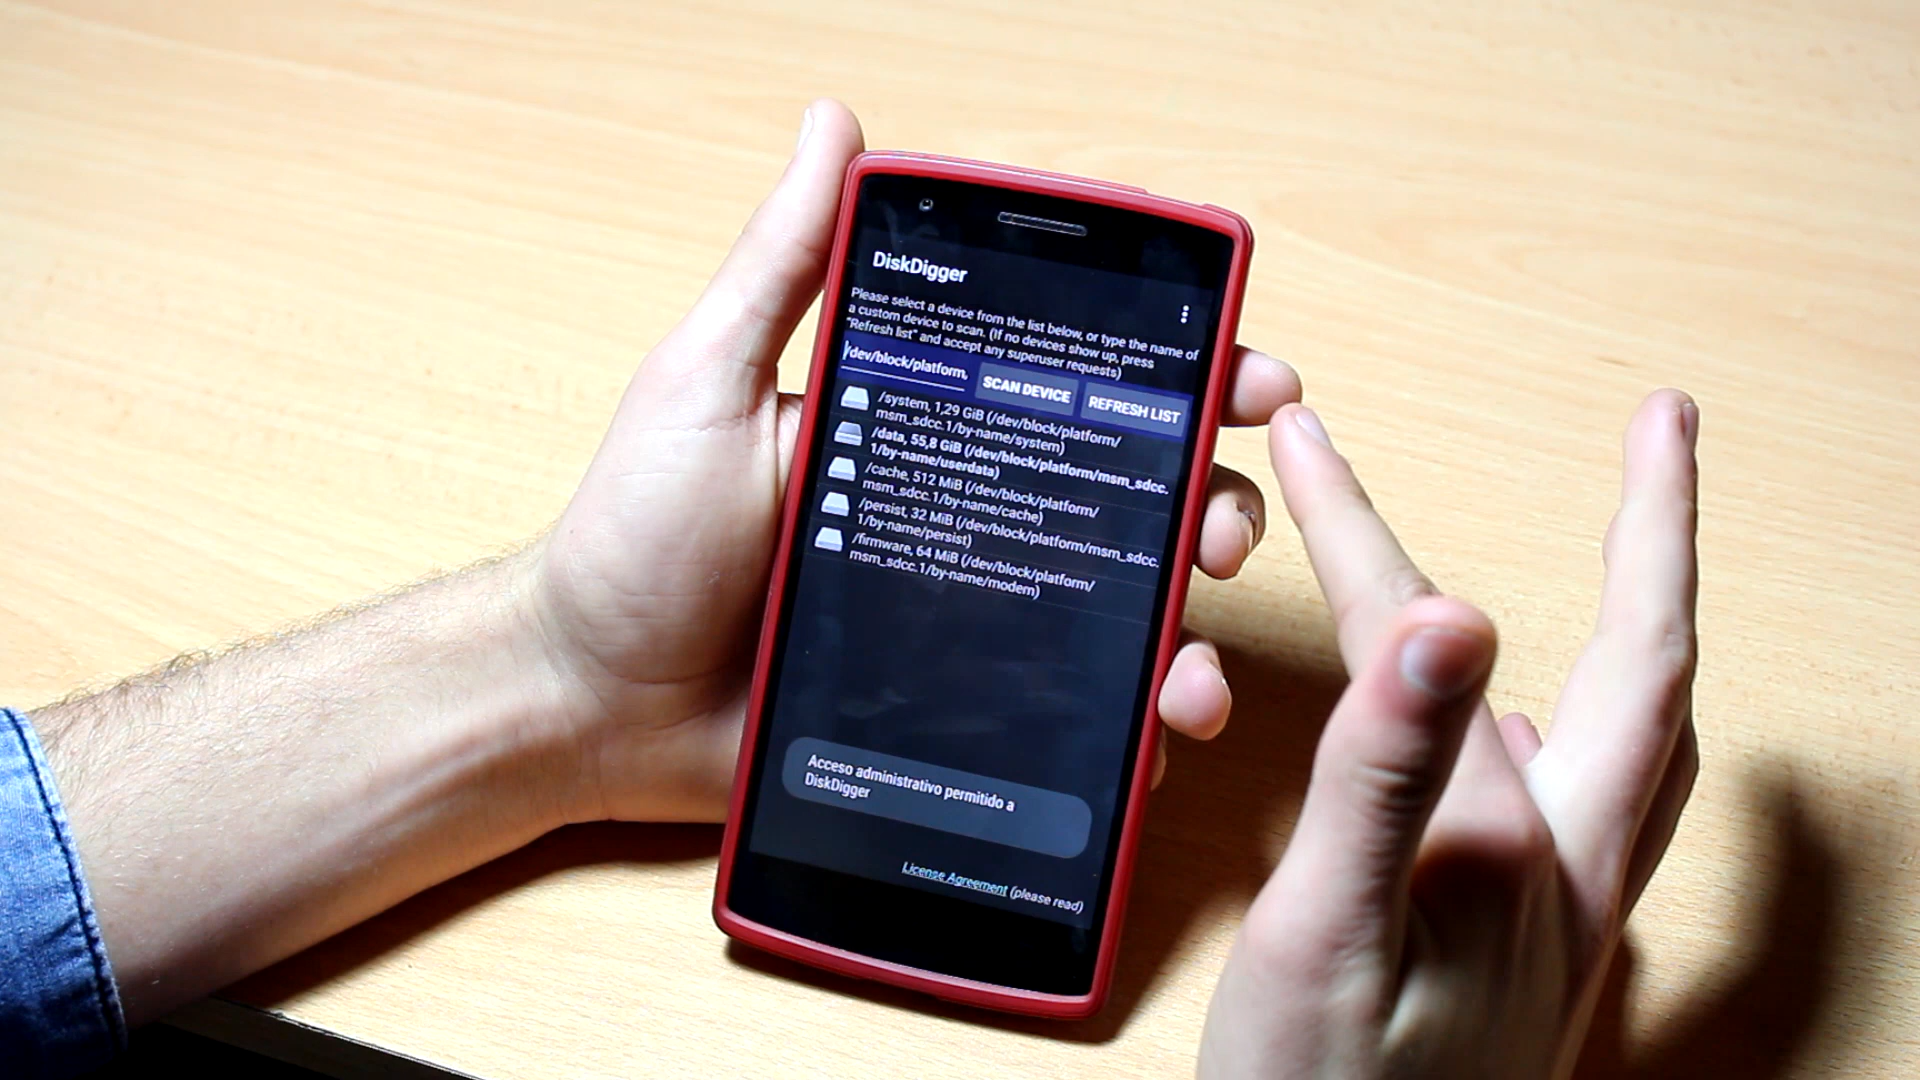 DiskDigger
Please select a device from the list below, or type the name of
a custom device to scan. (If no devices show up, press
"Refresh list" and accept any superuser requests)
/dev/block/platform,
SCAN DEVICE
REFRESH LIST
/system, 1,29 GiB (/dev/block/platform/
msm_sdcc.1/by-name/system)
/data, 55,8 GiB (/dev/block/platform/msm_sdcc.
1/by-name/userdata)
/cache, 512 MiB (/dev/block/platform/
msm_sdcc.1/by-name/cache)
/persist, 32 MiB (/dev/block/platform/msm_sdcc.
1/by-name/persist)
/firmware, 64 MiB (/dev/block/platform/
msm_sdcc.1/by-name/modem)
Acceso administrativo permitido a
DiskDigger
License Agreement (please read)